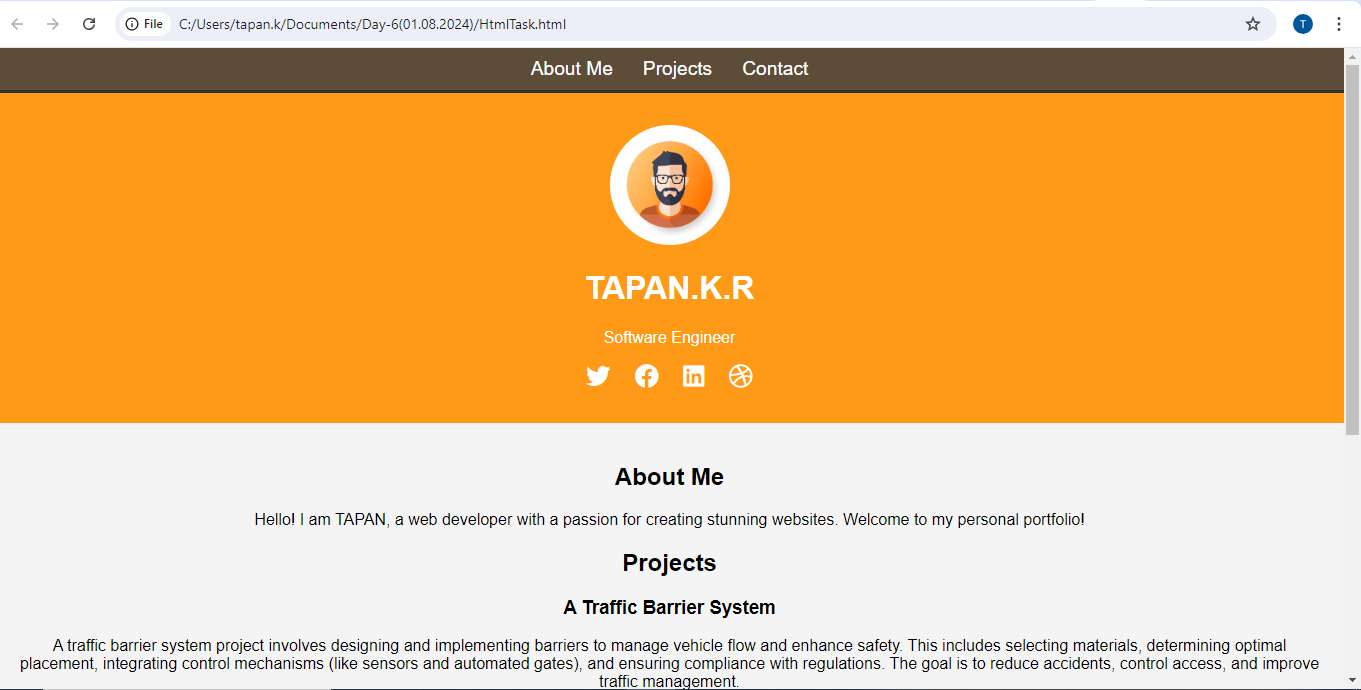 File C:/Users/tapan.k/Documents/Day-6(01.08.2024)/HtmlTask.html
T
About Me Projects Contact
TAPAN.K.R
Software Engineer
About Me
Hello! I am TAPAN, a web developer with a passion for creating stunning websites. Welcome to my personal portfolio!
Projects
A Traffic Barrier System
A traffic barrier system project involves designing and implementing barriers to manage vehicle flow and enhance safety. This includes selecting materials, determining optimal
placement, integrating control mechanisms (like sensors and automated gates), and ensuring compliance with regulations. The goal is to reduce accidents, control access, and improve
traffic management.